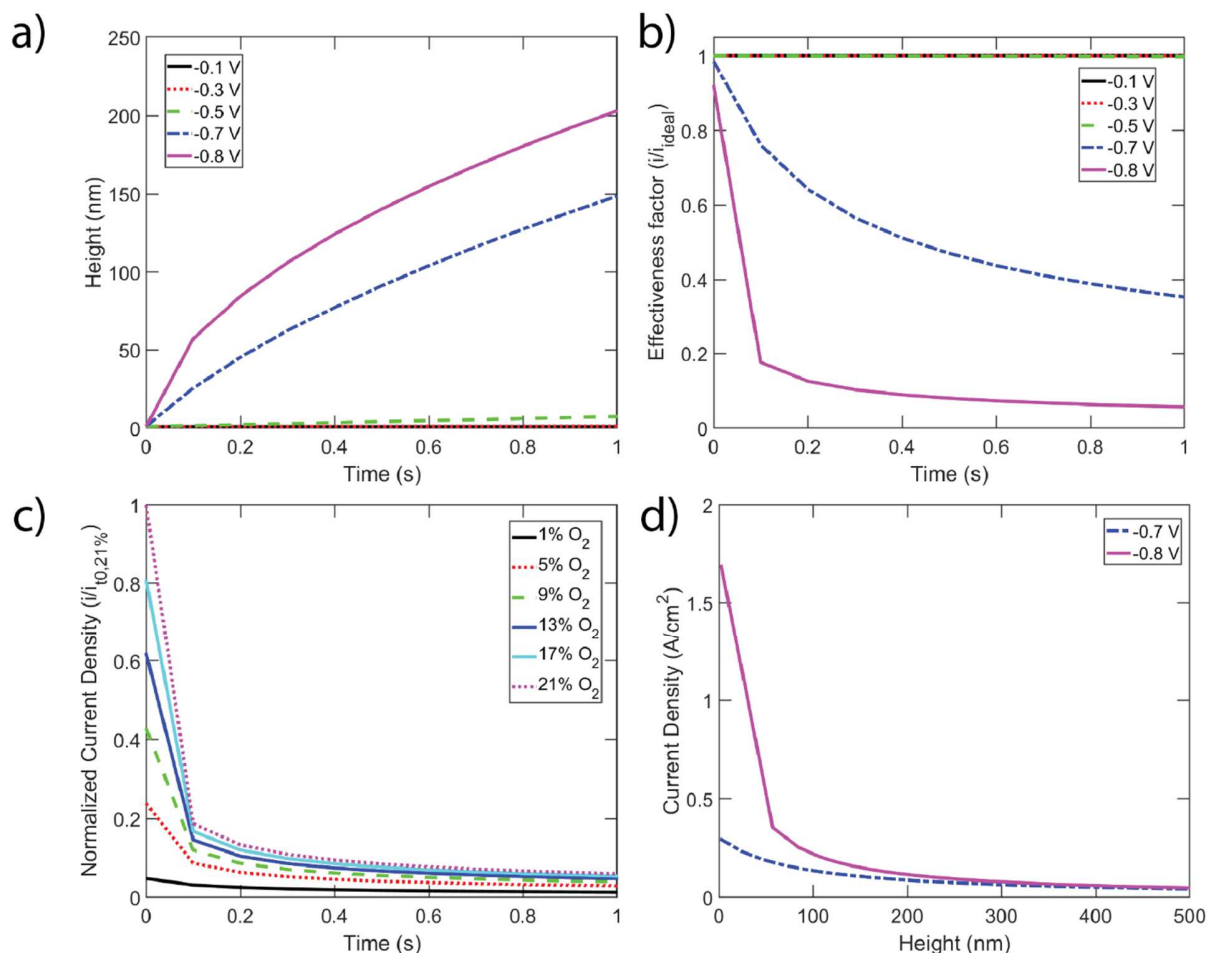 a)
250
200
150
100
50
0
Height (nm)
-0.1 V
-0.3 V
-0.5 V
-0.7 V
-0.8 V
0 0.2 0.4 0.6 0.8 1
Time (s)
b)
1
0.8
0.6
0.4
0.2
0
Effectiveness factor (i/i_ideal)
-0.1 V
-0.3 V
-0.5 V
-0.7 V
-0.8 V
0 0.2 0.4 0.6 0.8 1
Time (s)
c)
1
0.8
0.6
0.4
0.2
0
Normalized Current Density (i/i_t0,21%)
1% O2
5% O2
9% O2
13% O2
17% O2
21% O2
0 0.2 0.4 0.6 0.8 1
Time (s)
d)
2
1.5
1
0.5
0
Current Density (A/cm²)
-0.7 V
-0.8 V
0 100 200 300 400 500
Height (nm)